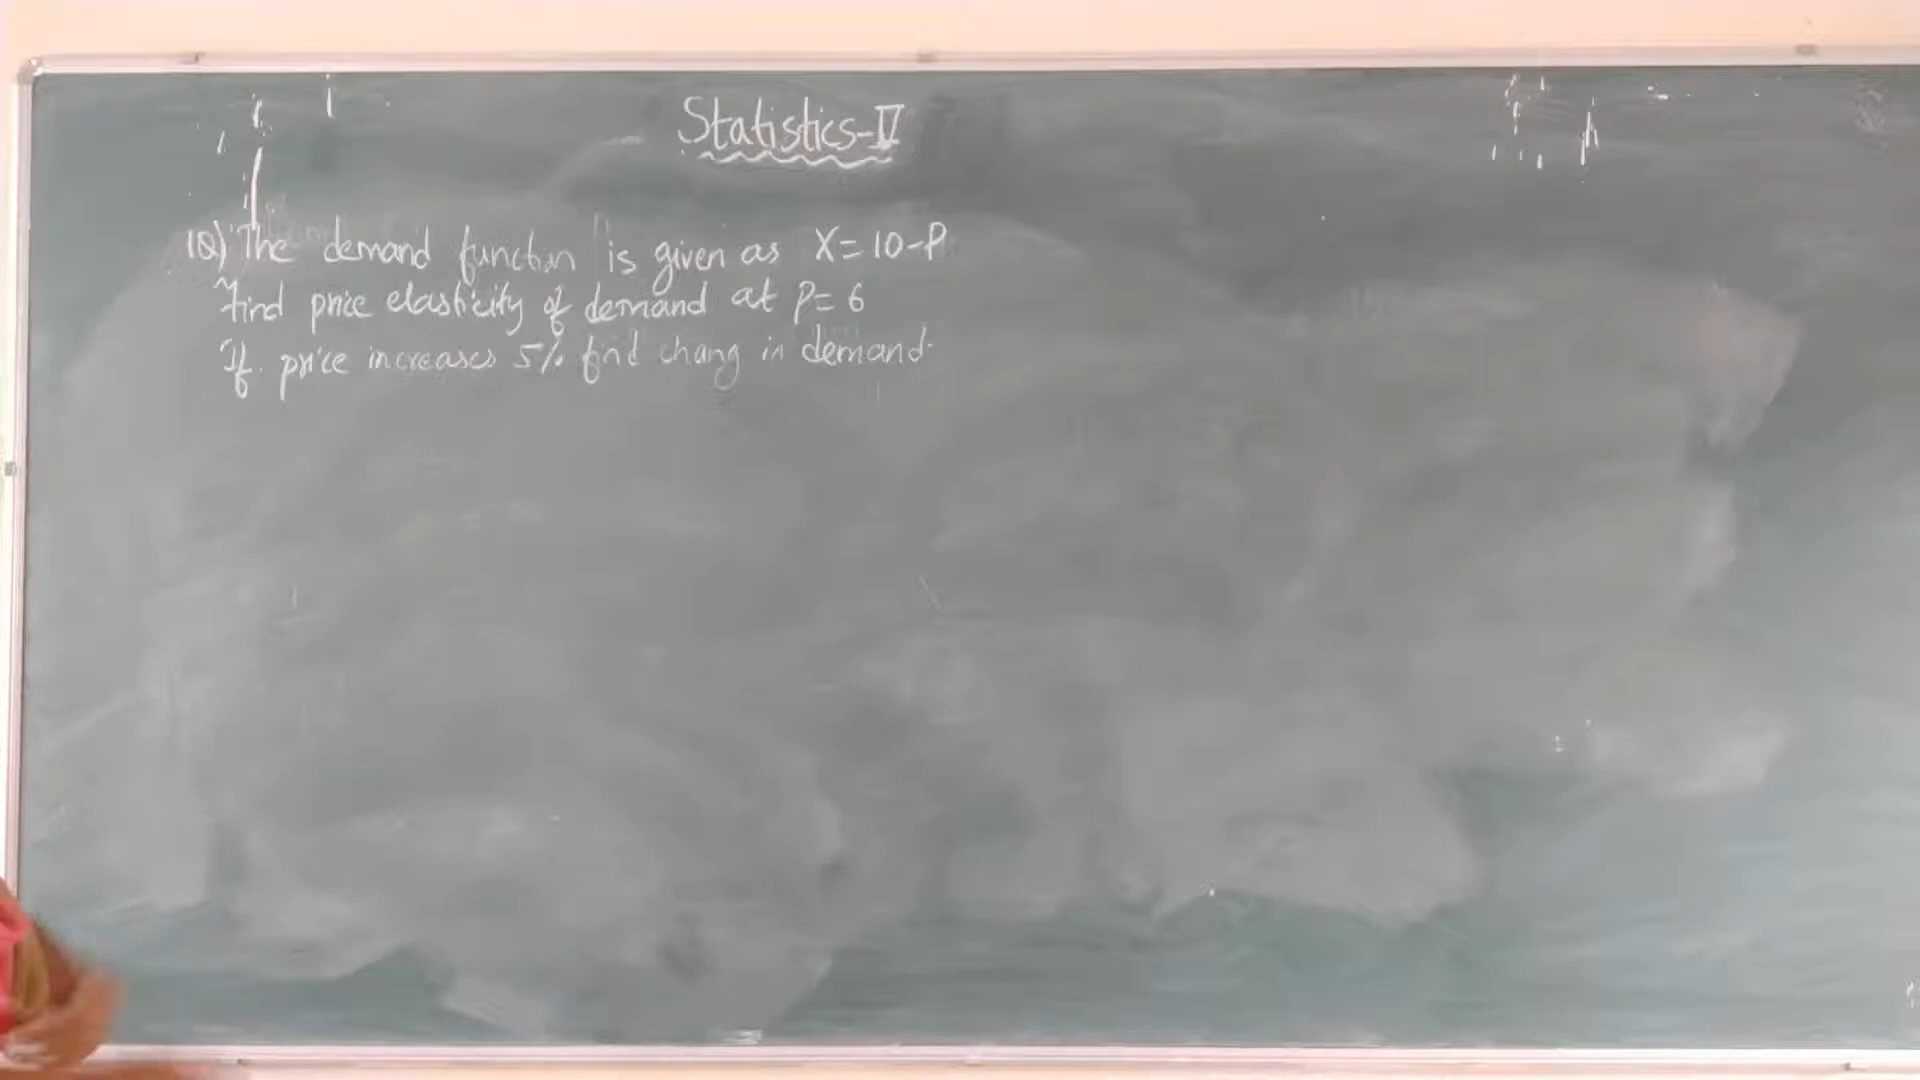 Statistics-IV
1Q) The demand function is given as X = 10-P
Find price elasticity of demand at P= 6
If price increases 5% find chang in demand.